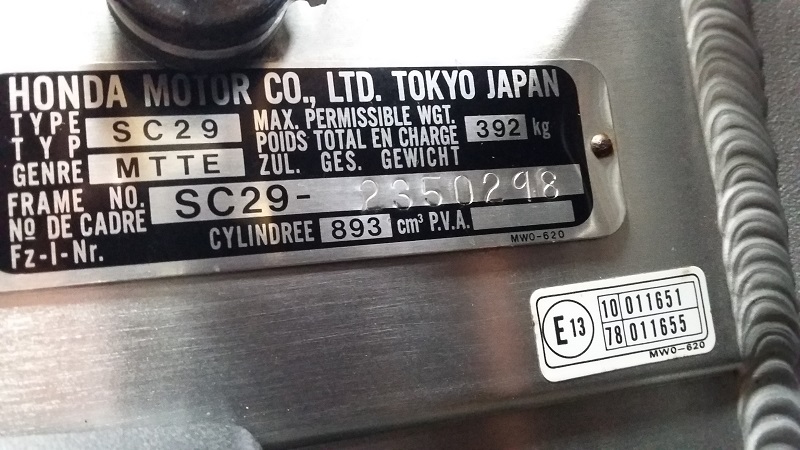 HONDA MOTOR CO., LTD. TOKYO JAPAN
TYPE
TYP
SC29
MAX. PERMISSIBLE WGT.
POIDS TOTAL EN CHARGE
ZUL. GES. GEWICHT
392 kg
GENRE MTTE
FRAME NO.
Nº DE CADRE
Fz-I-Nr.
SC29-2350298
CYLINDREE 893 cm³ P.V.A.
MW0-620
E13
10 011651
78 011655
MW0-620